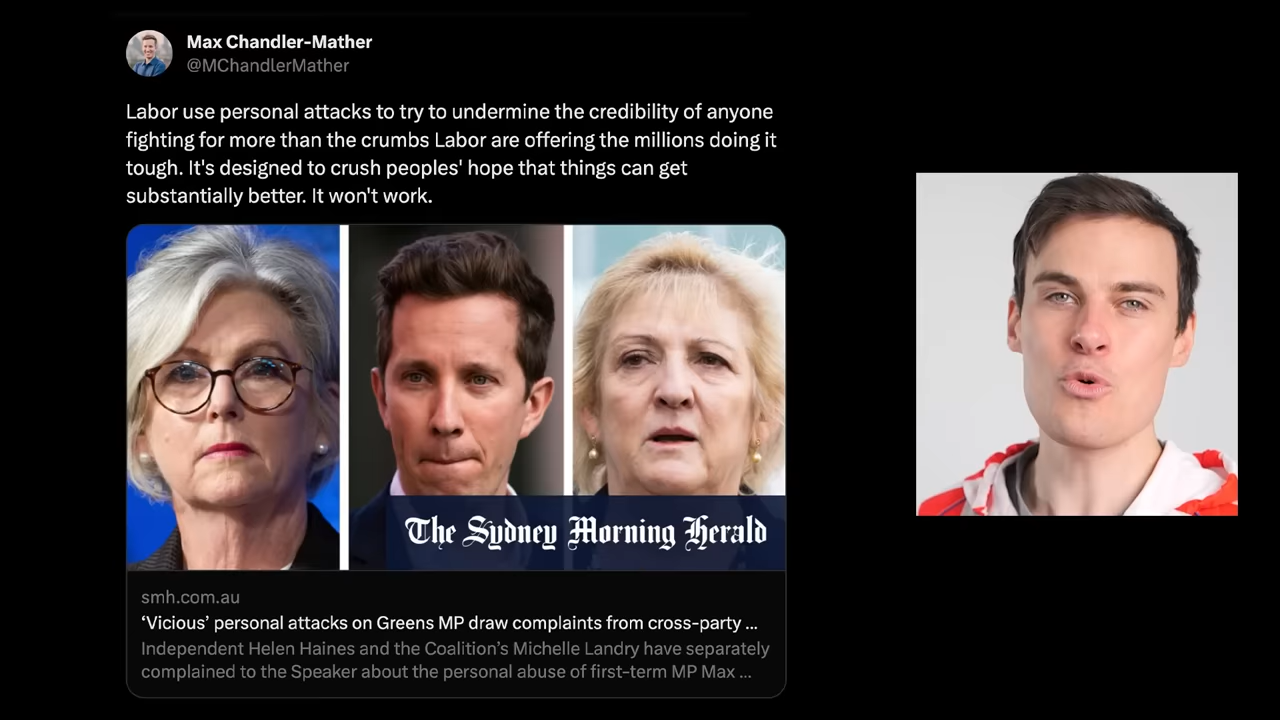 Max Chandler-Mather
@MChandlerMather
Labor use personal attacks to try to undermine the credibility of anyone
fighting for more than the crumbs Labor are offering the millions doing it
tough. It's designed to crush peoples' hope that things can get
substantially better. It won't work.
The Sydney Morning Herald
smh.com.au
‘Vicious’ personal attacks on Greens MP draw complaints from cross-party ...
Independent Helen Haines and the Coalition’s Michelle Landry have separately
complained to the Speaker about the personal abuse of first-term MP Max ...